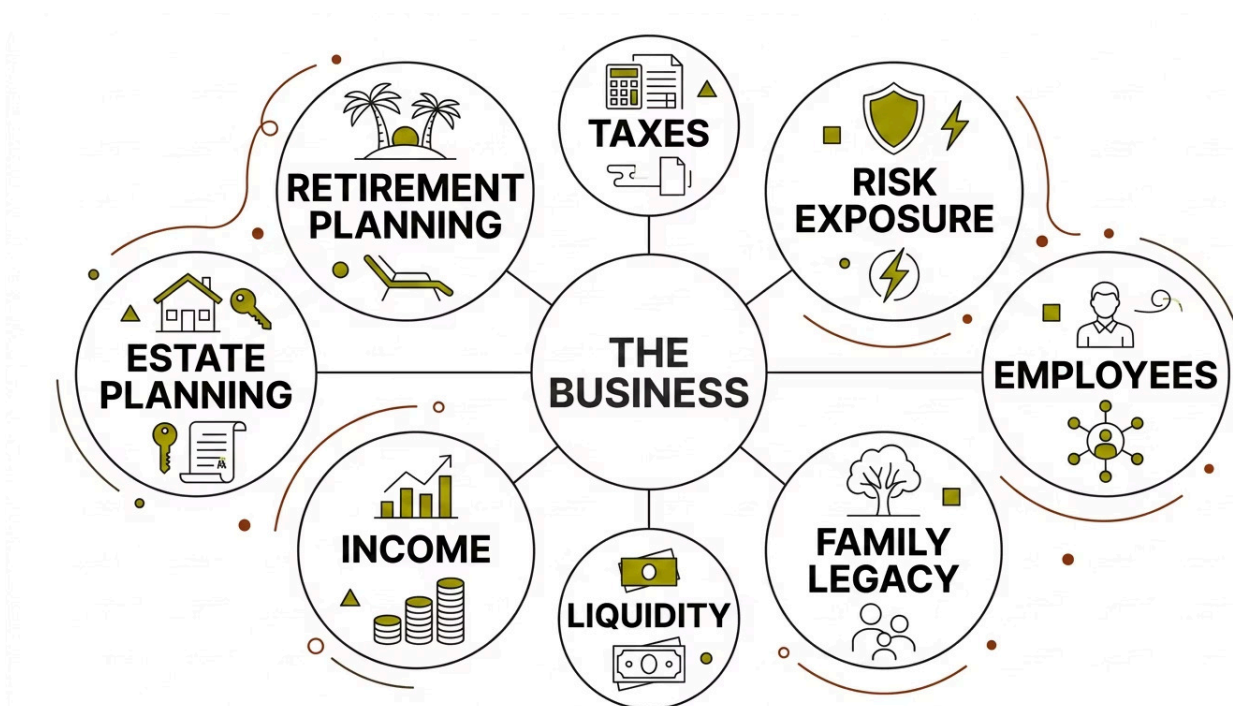 TAXES
RETIREMENT
PLANNING
RISK
EXPOSURE
ESTATE
PLANNING
THE
BUSINESS
EMPLOYEES
INCOME
LIQUIDITY
FAMILY
LEGACY